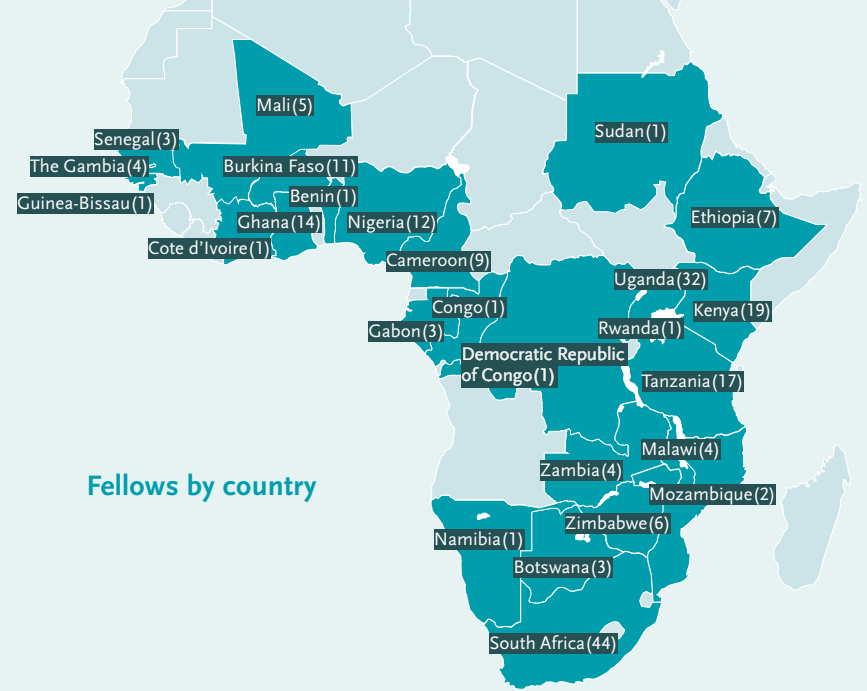 Mali(5)
Sudan(1)
Senegal(3)
The Gambia(4)
Burkina Faso(11)
Benin(1)
Guinea-Bissau(1)
Ghana(14)
Nigeria(12)
Ethiopia(7)
Cote d'Ivoire(1)
Cameroon(9)
Uganda(32)
Congo(1)
Kenya(19)
Gabon(3)
Rwanda(1)
Democratic Republic
of Congo(1)
Tanzania(17)
Malawi(4)
Zambia(4)
Fellows by country
Mozambique(2)
Zimbabwe(6)
Namibia(1)
Botswana(3)
South Africa(44)